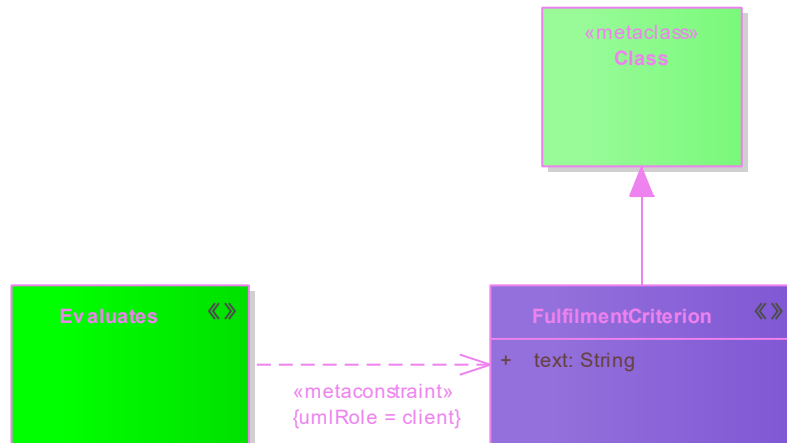 «metaclass»
Class
Evaluates «»
FulfilmentCriterion «»
+ text: String
«metaconstraint»
{umlRole = client}